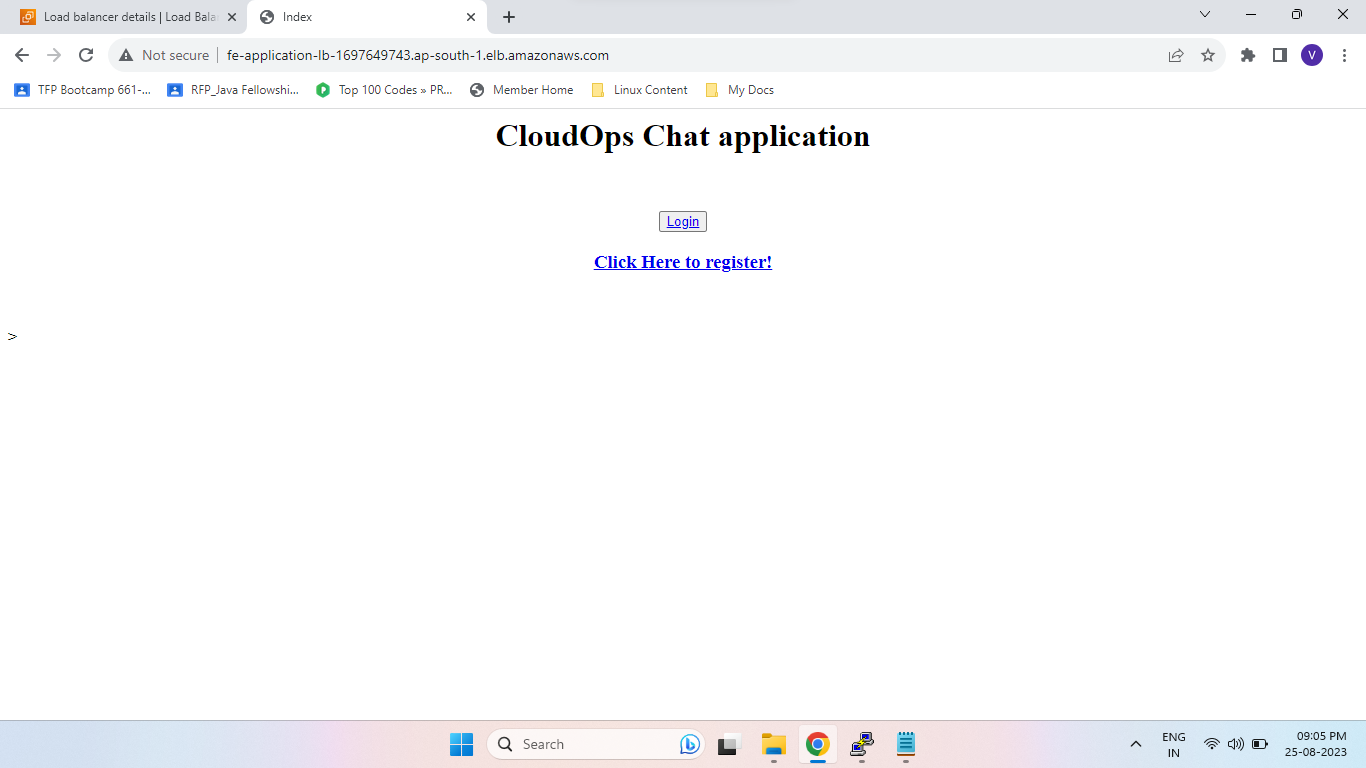 Load balancer details | Load Bala
Index
Not secure
fe-application-lb-1697649743.ap-south-1.elb.amazonaws.com
V
TFP Bootcamp 661-...
RFP_Java Fellowshi...
Top 100 Codes » PR...
Member Home
Linux Content
My Docs
CloudOps Chat application
Login
Click Here to register!
>
Search
ENG
IN
09:05 PM
25-08-2023